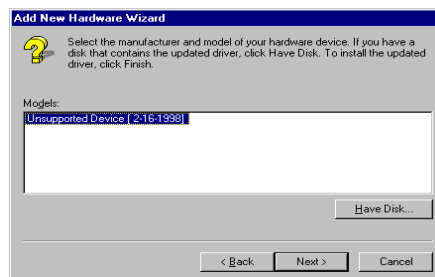 Add New Hardware Wizard
Select the manufacturer and model of your hardware device. If you have a
disk that contains the updated driver, click Have Disk. To install the updated
driver, click Finish.
Models:
Unsupported Device [ 2-16-1998]
Have Disk...
< Back
Next >
Cancel